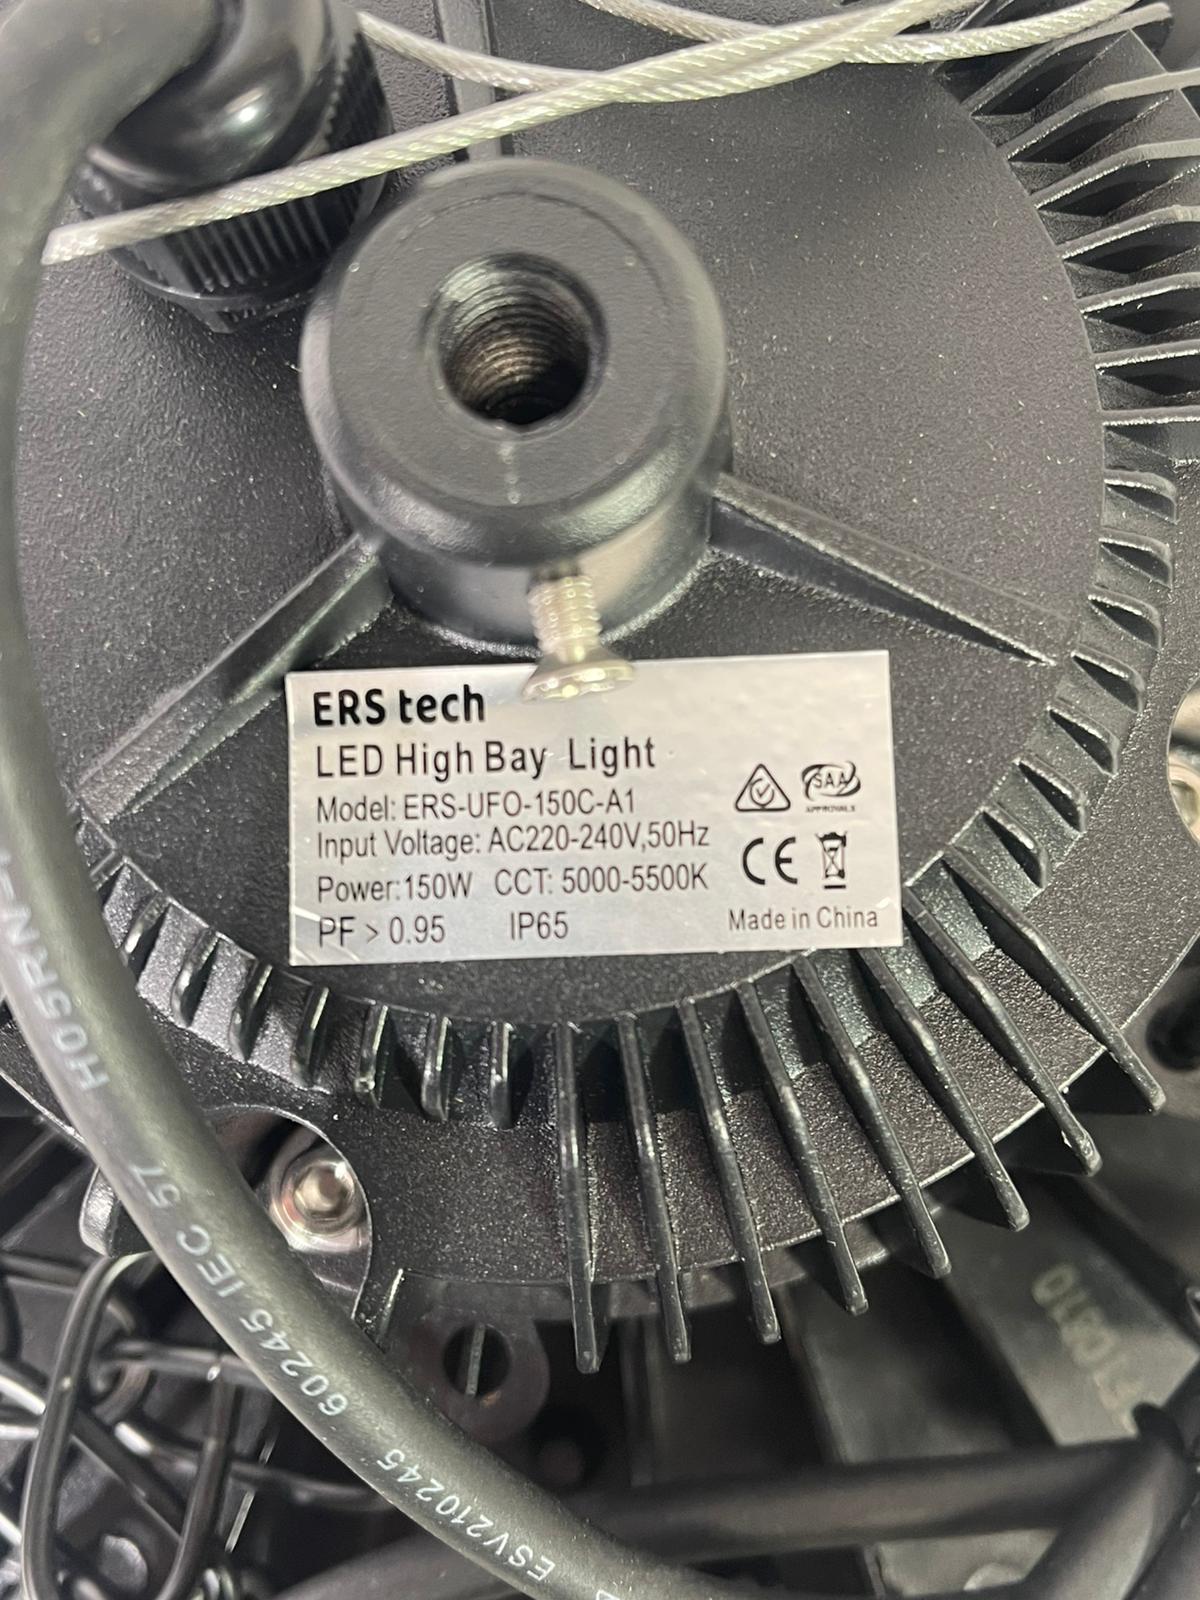 ERS tech
LED High Bay Light
Model: ERS-UFO-150C-A1
Input Voltage: AC220-240V,50Hz
Power:150W CCT: 5000-5500K
PF > 0.95 IP65
SAA
APPROVALS
CE
Made in China
H05RN-F
57
60245 IEC
ESV210245